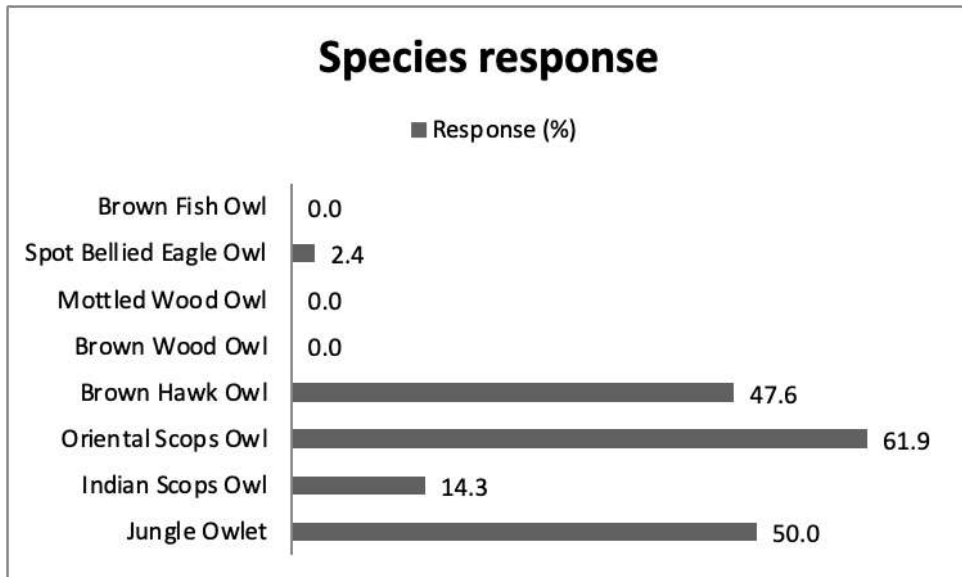 Species response
Response (%)
Brown Fish Owl 0.0
Spot Bellied Eagle Owl 2.4
Mottled Wood Owl 0.0
Brown Wood Owl 0.0
Brown Hawk Owl 47.6
Oriental Scops Owl 61.9
Indian Scops Owl 14.3
Jungle Owlet 50.0